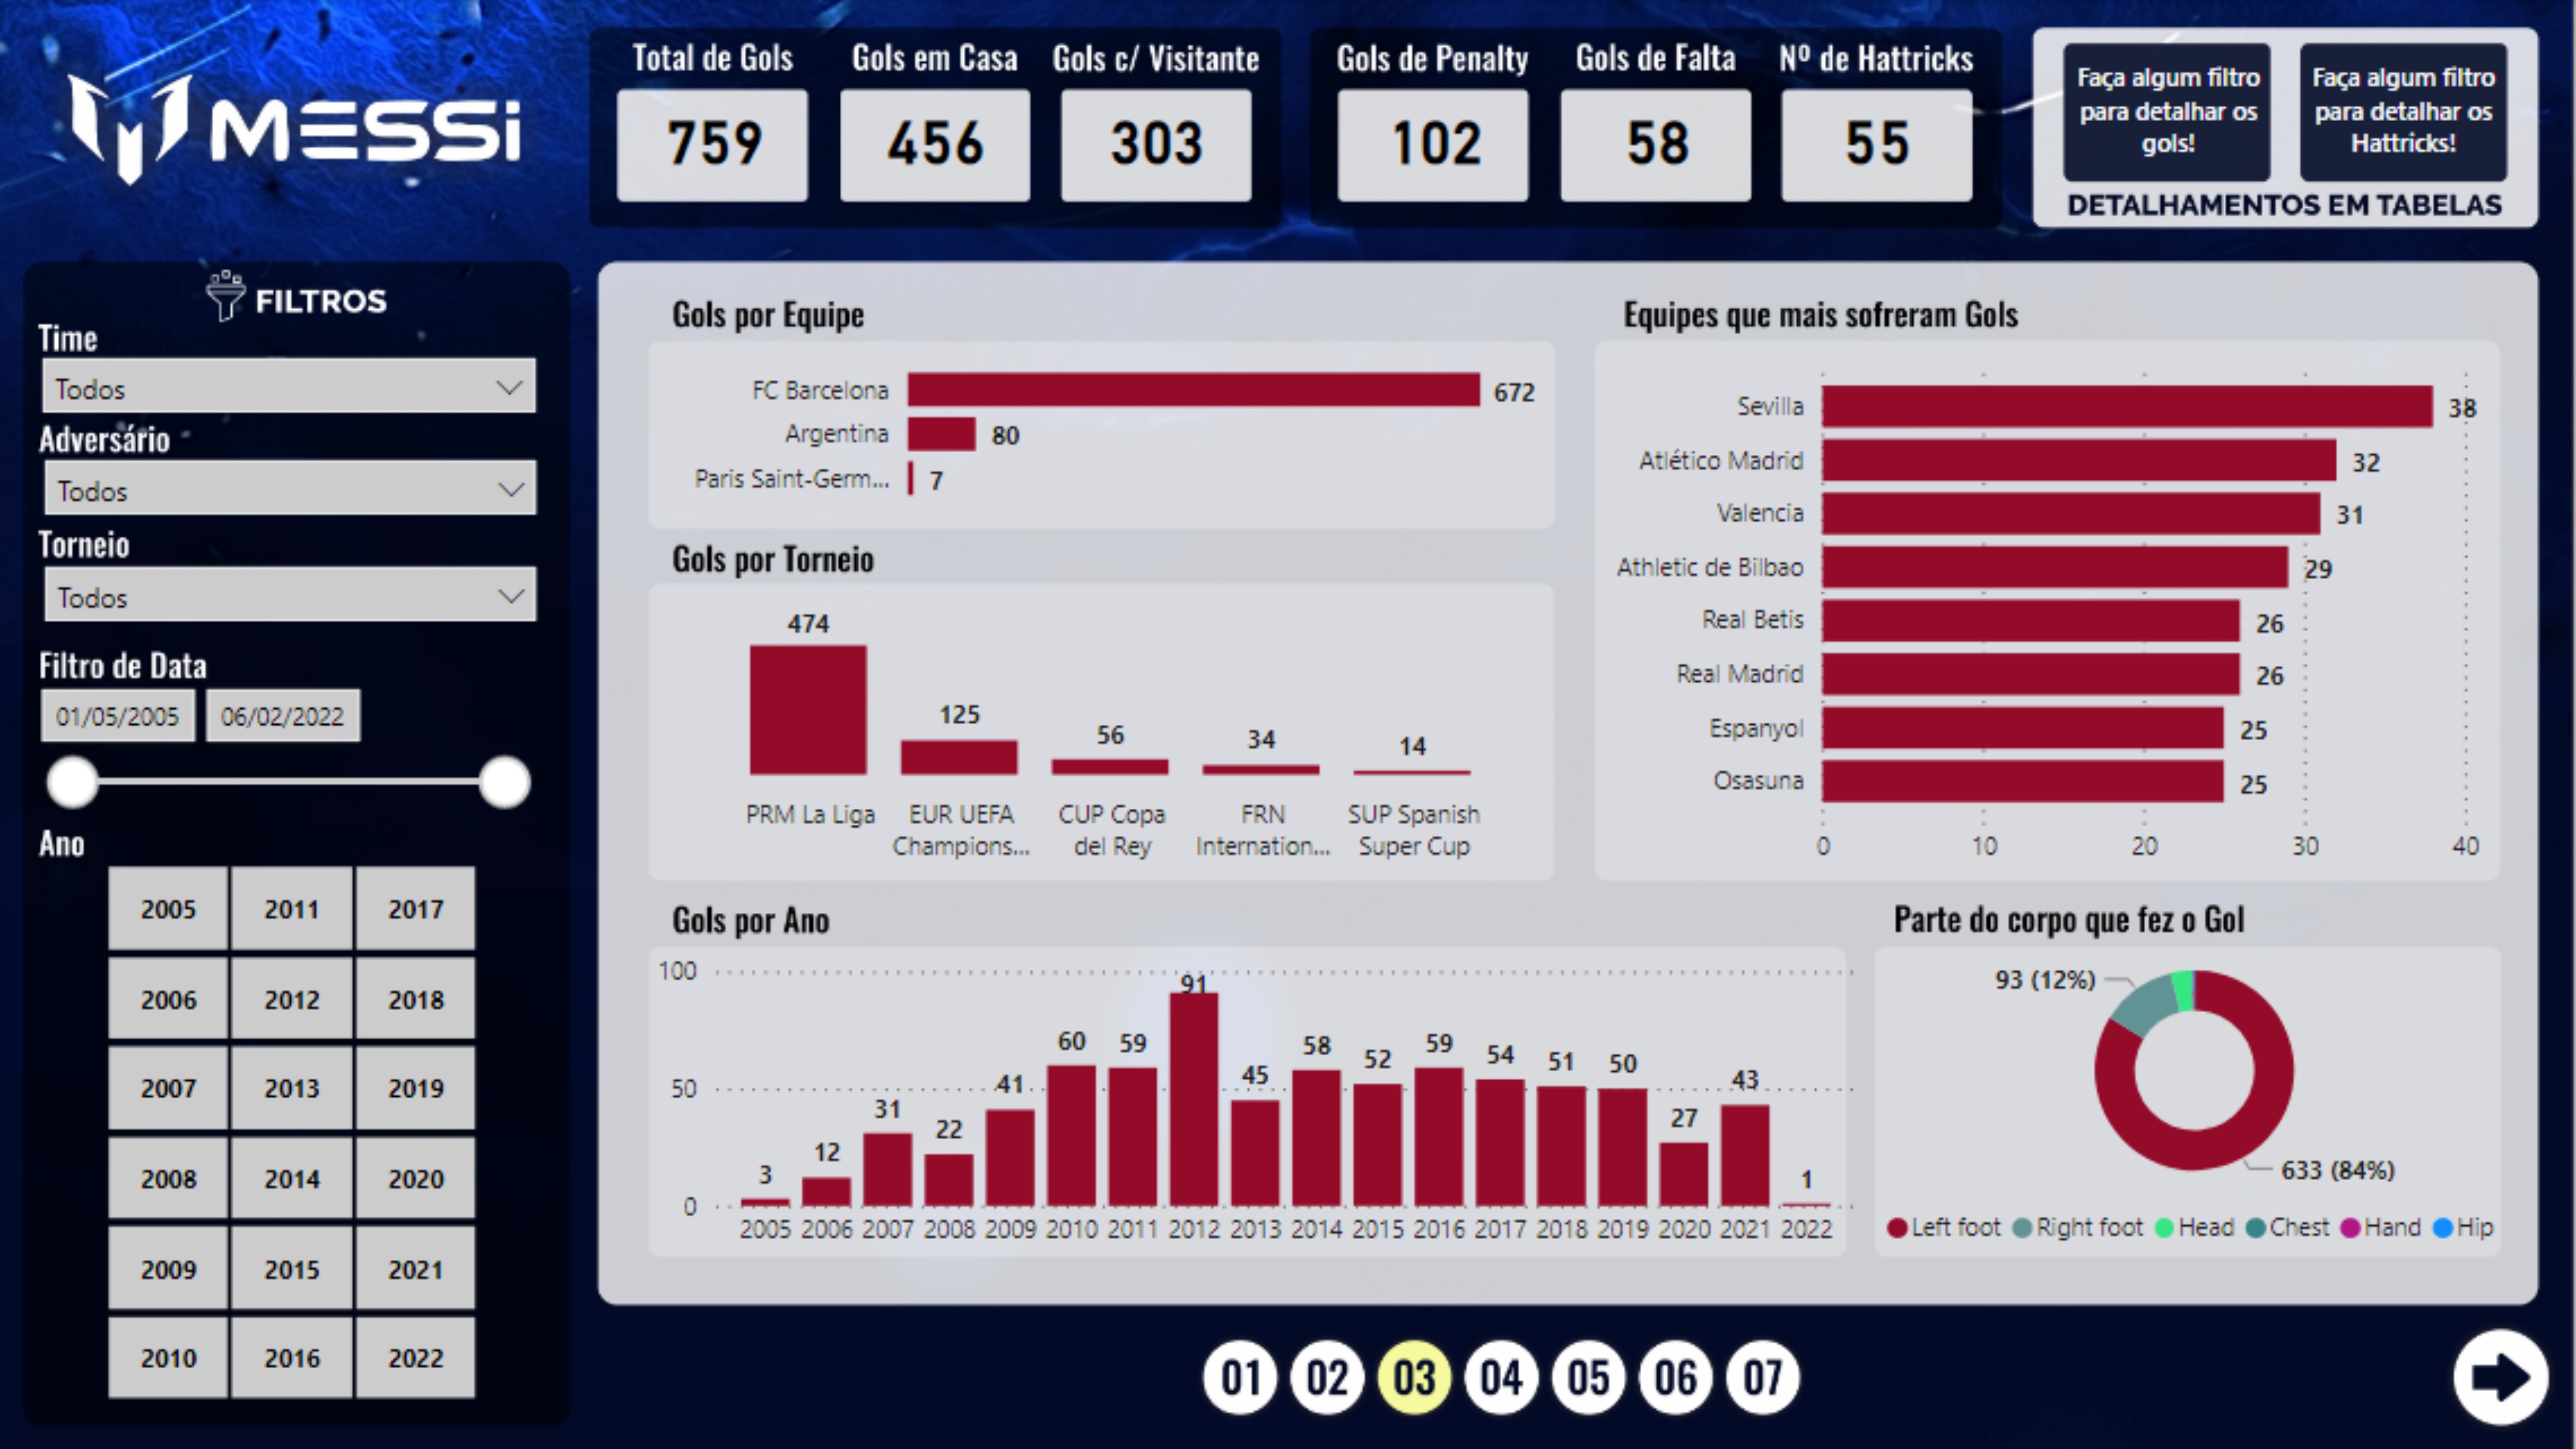 MESSi
Total de Gols
759
Gols em Casa
456
Gols c/ Visitante
303
Gols de Penalty
102
Gols de Falta
58
Nº de Hattricks
55
Faça algum filtro
para detalhar os
gols!
Faça algum filtro
para detalhar os
Hattricks!
DETALHAMENTOS EM TABELAS
FILTROS
Time
Todos
Adversário
Todos
Torneio
Todos
Filtro de Data
01/05/2005 06/02/2022
Ano
2005 2011 2017
2006 2012 2018
2007 2013 2019
2008 2014 2020
2009 2015 2021
2010 2016 2022
Gols por Equipe
FC Barcelona 672
Argentina 80
Paris Saint-Germ... 7
Gols por Torneio
474
125
56
34
14
PRM La Liga
EUR UEFA
Champions...
CUP Copa
del Rey
FRN
Internation...
SUP Spanish
Super Cup
Equipes que mais sofreram Gols
Sevilla 38
Atlético Madrid 32
Valencia 31
Athletic de Bilbao 29
Real Betis 26
Real Madrid 26
Espanyol 25
Osasuna 25
0 10 20 30 40
Gols por Ano
100
50
0
3 12 31 22 41 60 59 91 45 58 52 59 54 51 50 27 43 1
2005 2006 2007 2008 2009 2010 2011 2012 2013 2014 2015 2016 2017 2018 2019 2020 2021 2022
Parte do corpo que fez o Gol
93 (12%)
633 (84%)
Left foot Right foot Head Chest Hand Hip
01 02 03 04 05 06 07